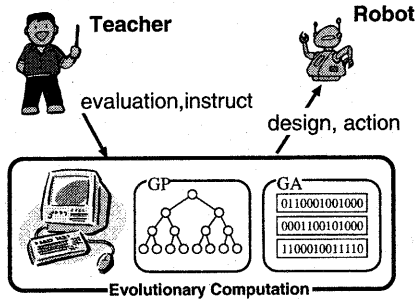 Teacher
Robot
evaluation,instruct
design, action
GP
GA
0110001001000
0001100101000
1100010011110
Evolutionary Computation